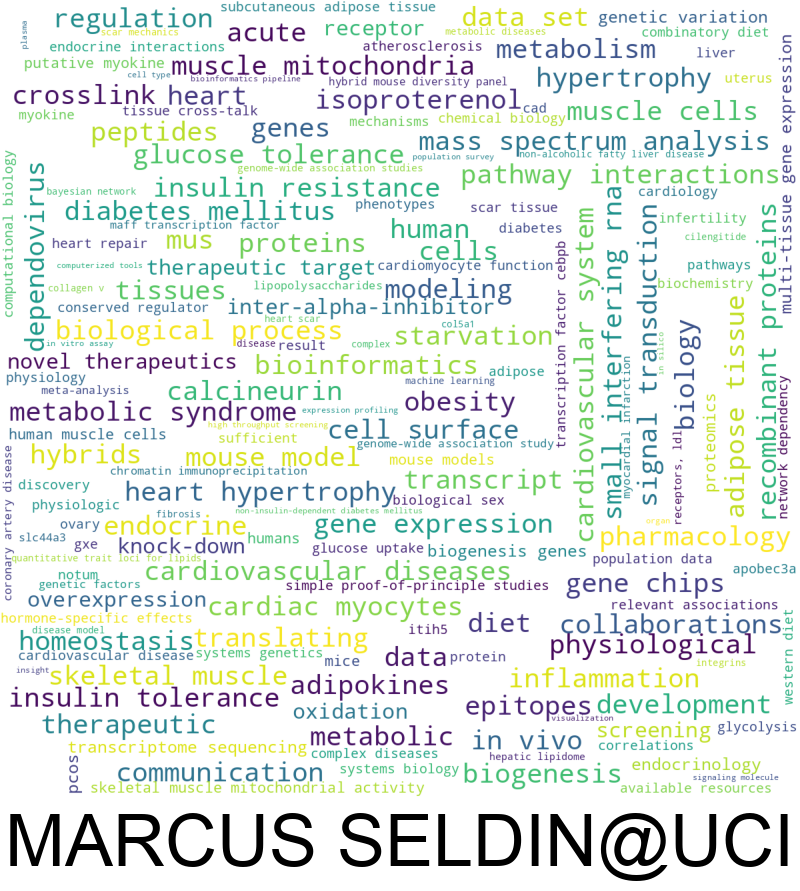 subcutaneous adipose tissue
regulation acute receptor data set genetic variation
plasma scar mechanics metabolic diseases combinatory diet
endocrine interactions atherosclerosis metabolism liver
putative myokine muscle mitochondria
cell type bioinformatics pipeline hybrid mouse diversity panel hypertrophy uterus
crosslink heart isoproterenol muscle cells
tissue cross-talk cad
myokine mechanisms chemical biology
peptides genes mass spectrum analysis
glucose tolerance population survey non-alcoholic fatty liver disease
genome-wide association studies pathway interactions
multi-tissue gene expression
computational biology
bayesian network insulin resistance cardiology
diabetes mellitus phenotypes scar tissue infertility
maff transcription factor human diabetes cilengitide
heart repair mus proteins cells
dependovirus
computerized tools therapeutic target cardiomyocyte function pathways
collagen v tissues lipopolysaccharides modeling biochemistry
conserved regulator inter-alpha-inhibitor
heart scar col5a1
biological process starvation
in vitro assay disease result complex
novel therapeutics bioinformatics adipose
physiology machine learning
meta-analysis calcineurin obesity
metabolic syndrome expression profiling
transcription factor cebpb
cardiovascular system
small interfering rna
myocardial infarction
signal transduction
in silico
receptors, ldl
biology
proteomics
adipose tissue
recombinant proteins
network dependency
high throughput screening cell surface
human muscle cells sufficient genome-wide association study
hybrids mouse model mouse models
chromatin immunoprecipitation
discovery transcript
heart hypertrophy biological sex
physiologic
coronary artery disease
fibrosis non-insulin-dependent diabetes mellitus organ
ovary endocrine gene expression pharmacology
slc44a3 humans
gxe knock-down glucose uptake biogenesis genes
quantitative trait loci for lipids population data
notum cardiovascular diseases apobec3a
genetic factors simple proof-of-principle studies gene chips
overexpression cardiac myocytes relevant associations
hormone-specific effects diet collaborations
disease model itih5
homeostasis translating physiological
cardiovascular disease systems genetics mice data protein integrins
insight skeletal muscle inflammation
western diet
insulin tolerance adipokines epitopes development
oxidation visualization
therapeutic metabolic in vivo screening glycolysis
transcriptome sequencing complex diseases correlations
hepatic lipidome
pcos communication systems biology biogenesis endocrinology
signaling molecule
skeletal muscle mitochondrial activity available resources
MARCUS SELDIN@UCI